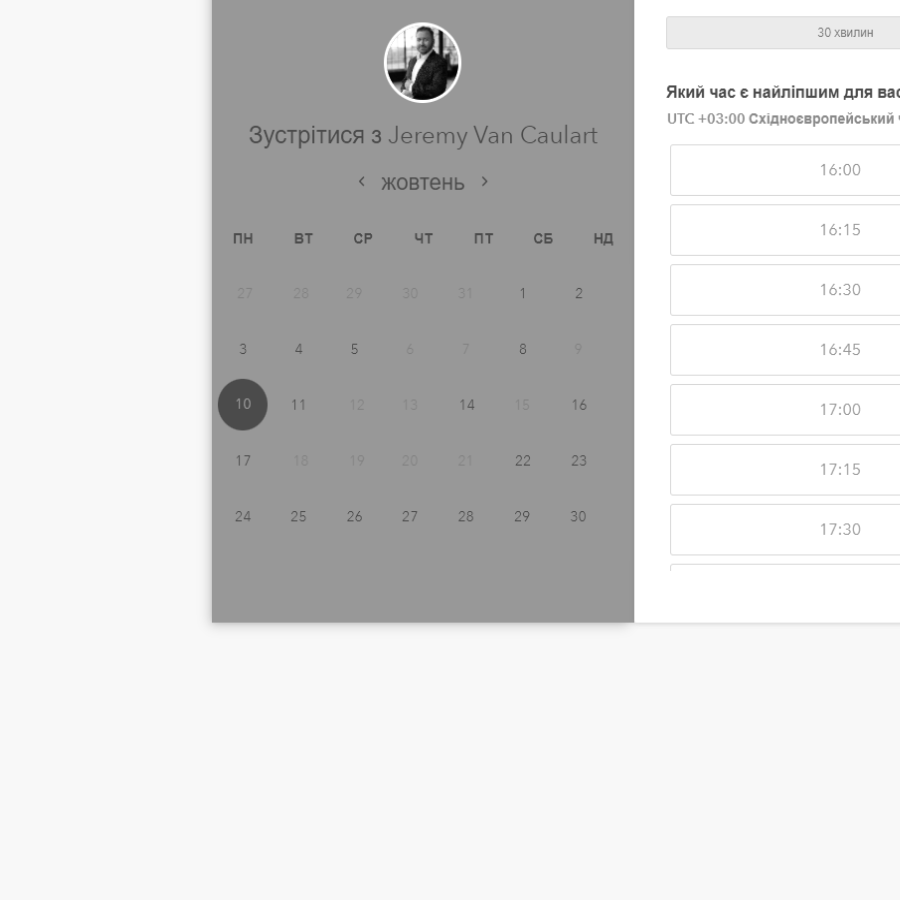 Зустрітися з Jeremy Van Caulart
жовтень
ПН ВТ СР ЧТ ПТ СБ НД
27 28 29 30 31 1 2
3 4 5 6 7 8 9
10 11 12 13 14 15 16
17 18 19 20 21 22 23
24 25 26 27 28 29 30
30 хвилин
Який час є найліпшим для вас
UTC +03:00 Східноєвропейський
16:00
16:15
16:30
16:45
17:00
17:15
17:30